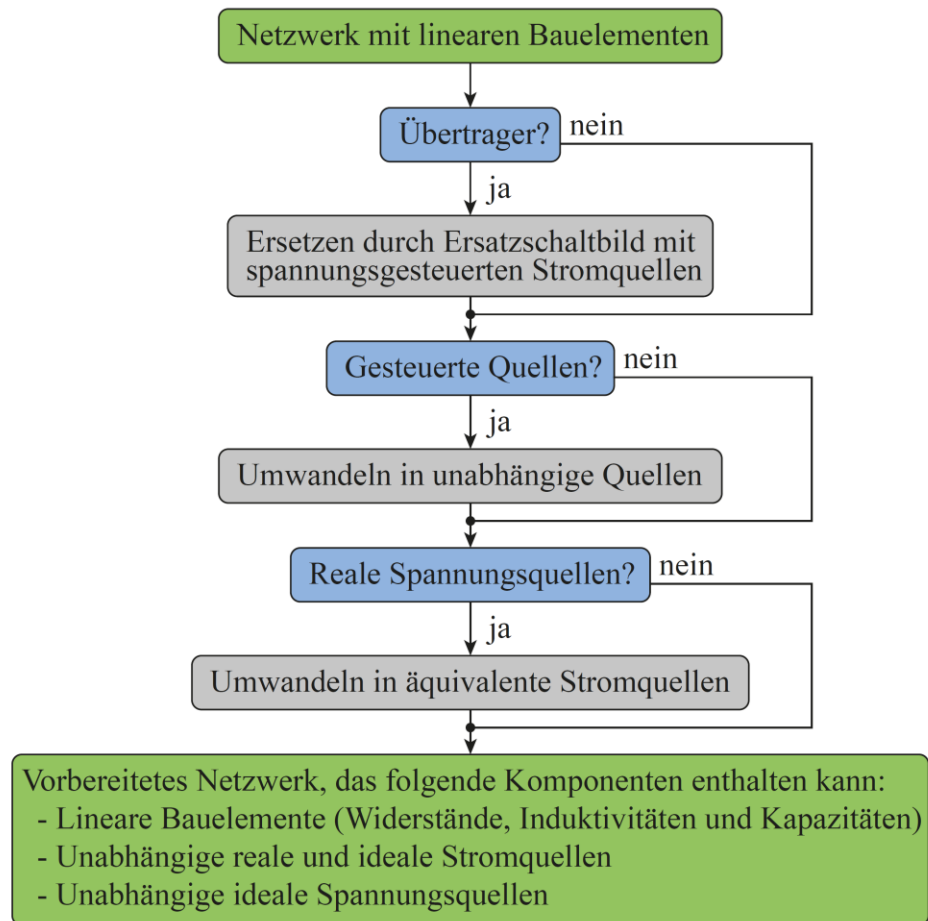 Netzwerk mit linearen Bauelementen
Übertrager?
nein
ja
Ersetzen durch Ersatzschaltbild mit
spannungsgesteuerten Stromquellen
Gesteuerte Quellen?
nein
ja
Umwandeln in unabhängige Quellen
Reale Spannungsquellen?
nein
ja
Umwandeln in äquivalente Stromquellen
Vorbereitetes Netzwerk, das folgende Komponenten enthalten kann:
- Lineare Bauelemente (Widerstände, Induktivitäten und Kapazitäten)
- Unabhängige reale und ideale Stromquellen
- Unabhängige ideale Spannungsquellen